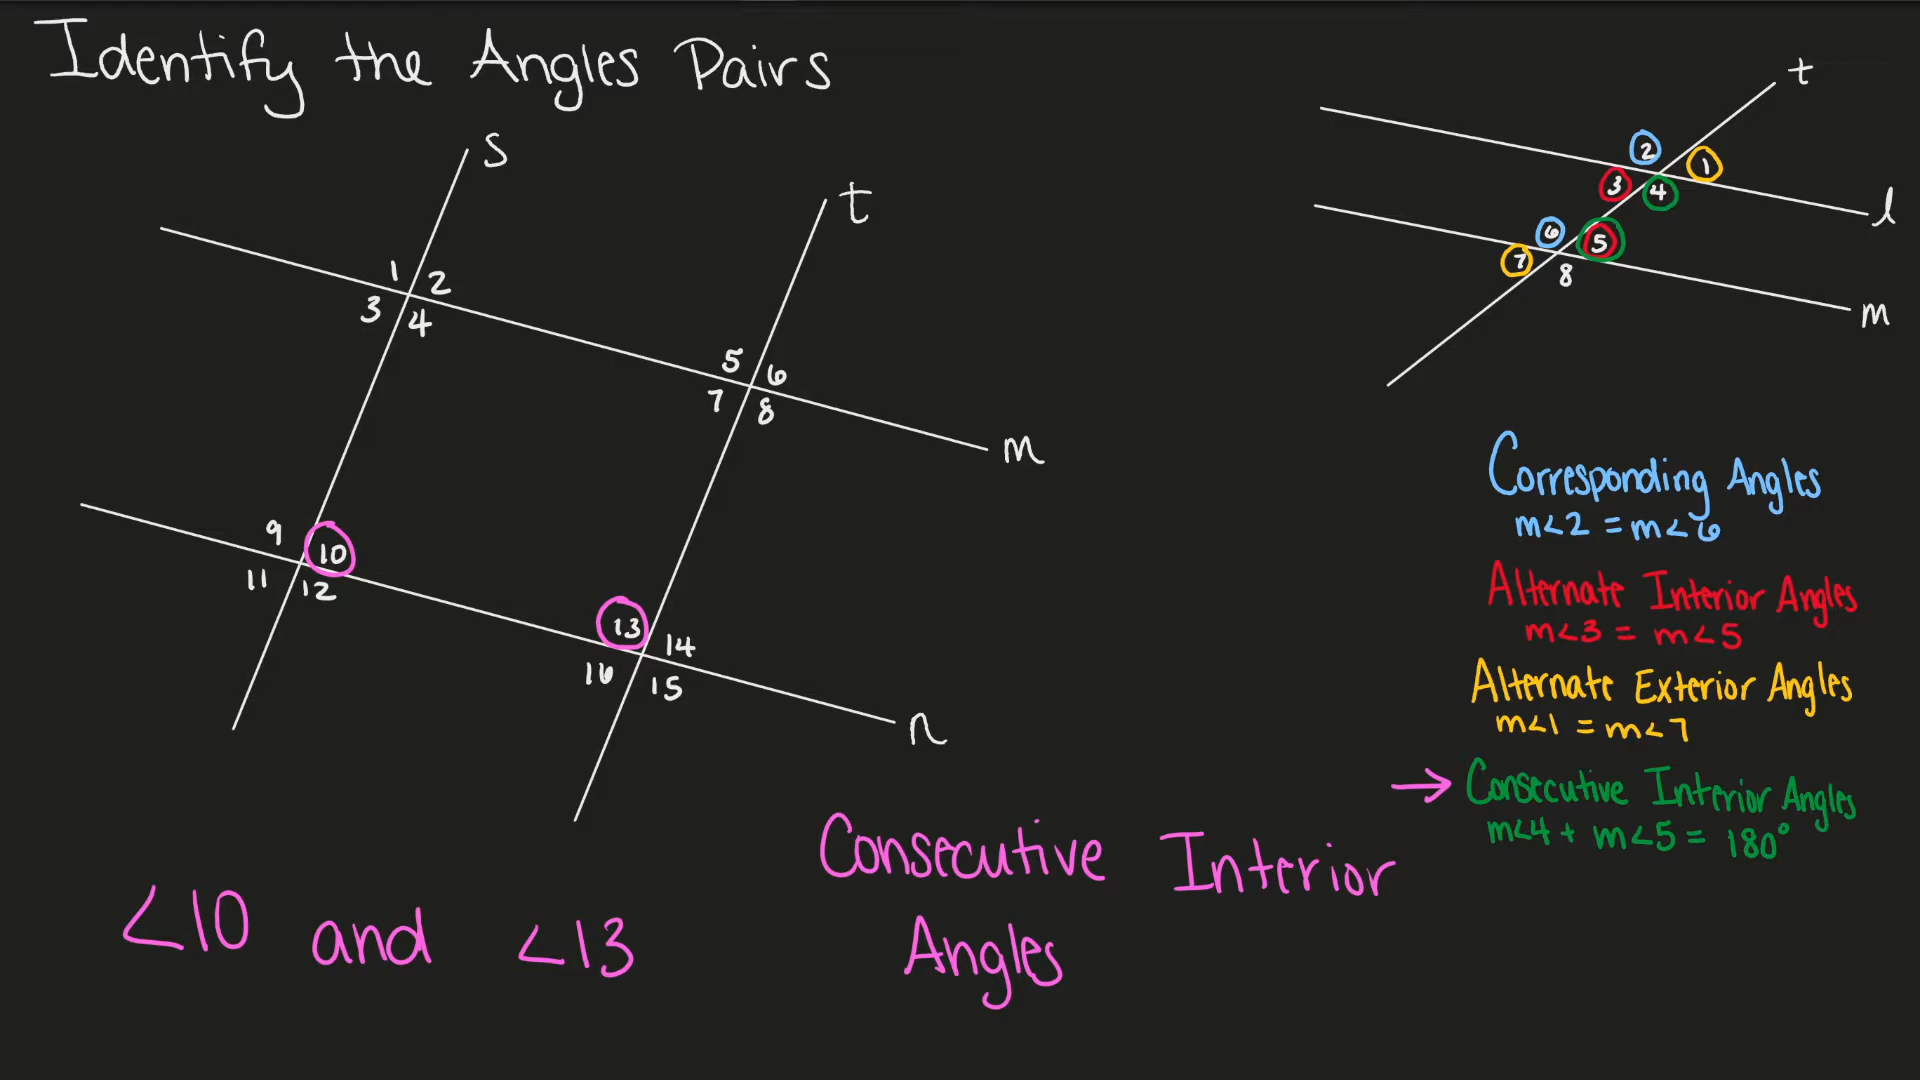 Identify the Angles Pairs
s
t
1 2
3 4
5 6
7 8
m
9 10
11 12
13 14
16 15
n
<10 and <13
Consecutive Interior
Angles
t
2 1
3 4
l
6 5
7 8
m
Corresponding Angles
m<2 = m<6
Alternate Interior Angles
m<3 = m<5
Alternate Exterior Angles
m<1 = m<7
→ Consecutive Interior Angles
m<4 + m<5 = 180°